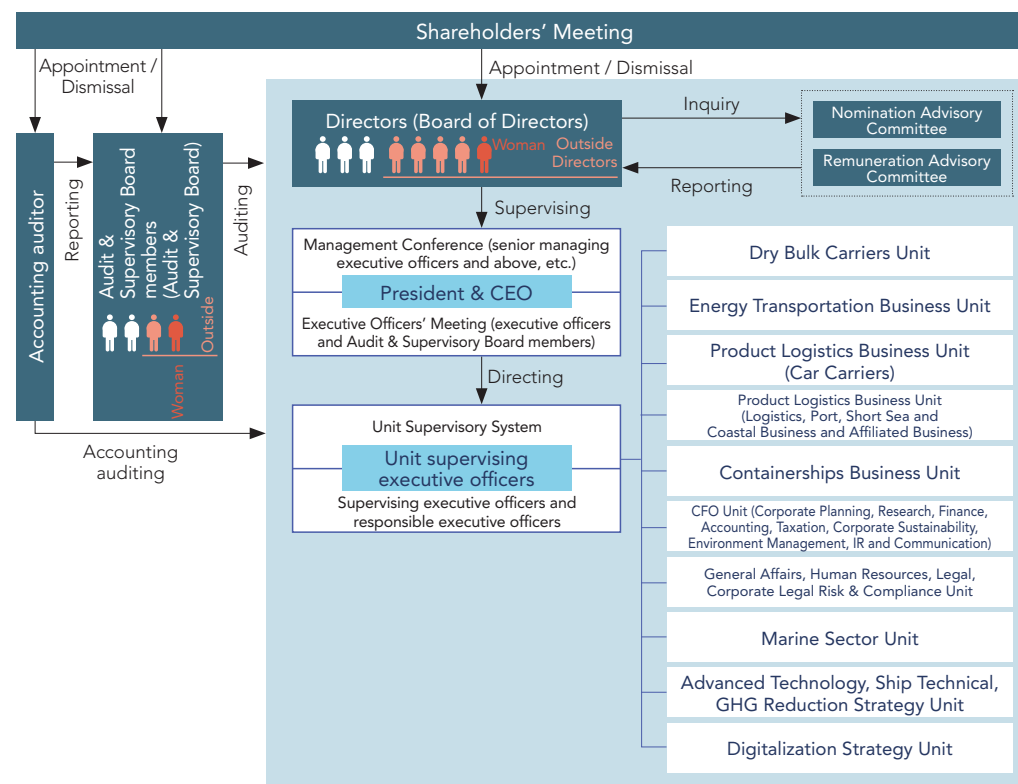 Shareholders’ Meeting
Appointment /
Dismissal
Appointment / Dismissal
Accounting auditor
Reporting
Audit &
Supervisory Board
members
(Audit &
Supervisory Board)
Outside
Woman
Auditing
Accounting
auditing
Directors (Board of Directors)
Woman
Outside
Directors
Inquiry
Reporting
Nomination Advisory
Committee
Remuneration Advisory
Committee
Supervising
Management Conference (senior managing
executive officers and above, etc.)
President & CEO
Executive Officers’ Meeting (executive officers
and Audit & Supervisory Board members)
Directing
Unit Supervisory System
Unit supervising
executive officers
Supervising executive officers and
responsible executive officers
Dry Bulk Carriers Unit
Energy Transportation Business Unit
Product Logistics Business Unit
(Car Carriers)
Product Logistics Business Unit
(Logistics, Port, Short Sea and
Coastal Business and Affiliated Business)
Containerships Business Unit
CFO Unit (Corporate Planning, Research, Finance,
Accounting, Taxation, Corporate Sustainability,
Environment Management, IR and Communication)
General Affairs, Human Resources, Legal,
Corporate Legal Risk & Compliance Unit
Marine Sector Unit
Advanced Technology, Ship Technical,
GHG Reduction Strategy Unit
Digitalization Strategy Unit